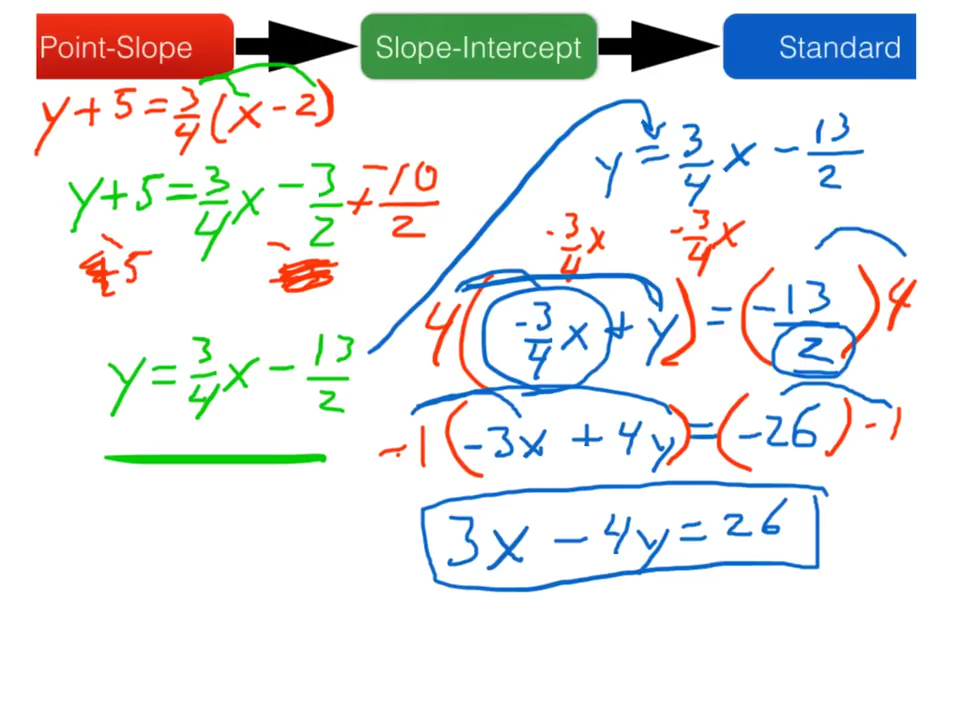 Point-Slope Slope-Intercept Standard
y + 5 = 3/4 (x - 2)
y + 5 = 3/4 x - 3/2 + -10/2
-5
y = 3/4 x - 13/2
y = 3/4 x - 13/2
-3/4 x -3/4 x
4(-3/4 x + y) = (-13/2)4
-1(-3x + 4y) = (-26)-1
3x - 4y = 26